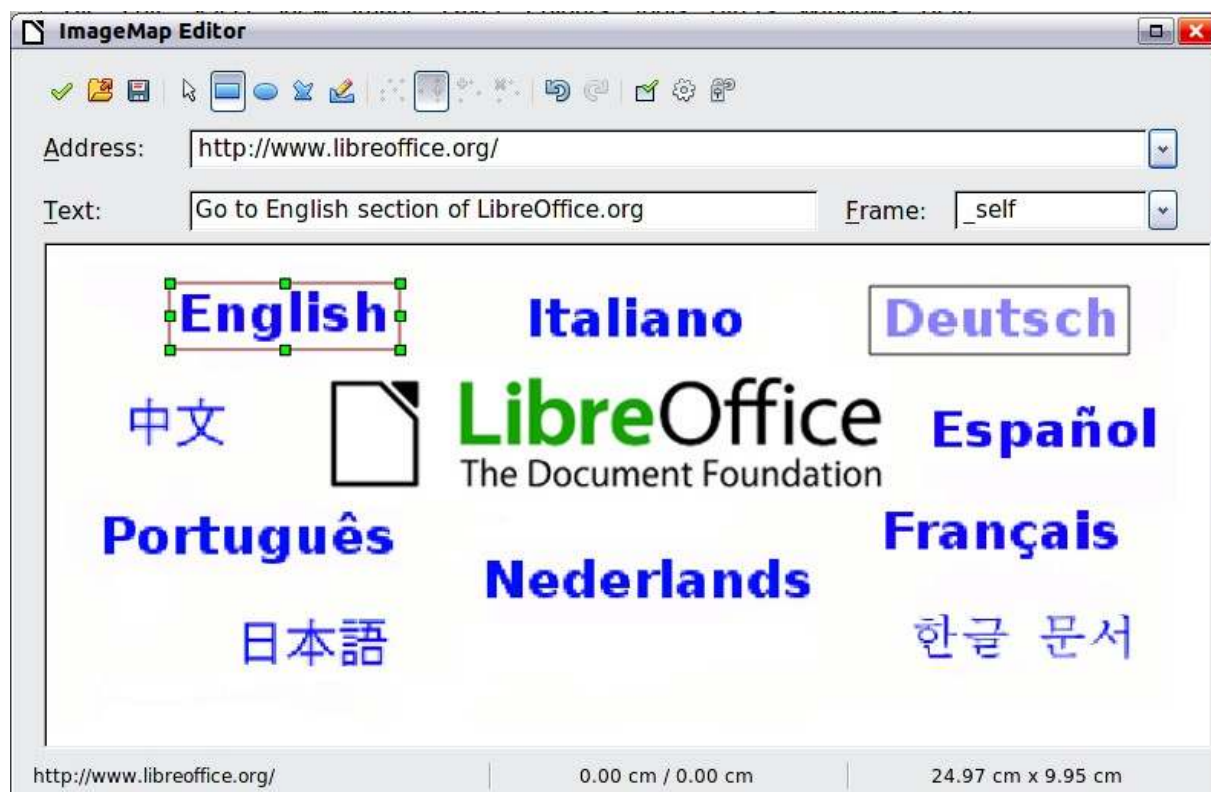 ImageMap Editor
Address: http://www.libreoffice.org/
Text: Go to English section of LibreOffice.org Frame: _self
English Italiano Deutsch
中文 LibreOffice Español
The Document Foundation
Português Français
Nederlands
日本語 한글 문서
http://www.libreoffice.org/ 0.00 cm / 0.00 cm 24.97 cm x 9.95 cm